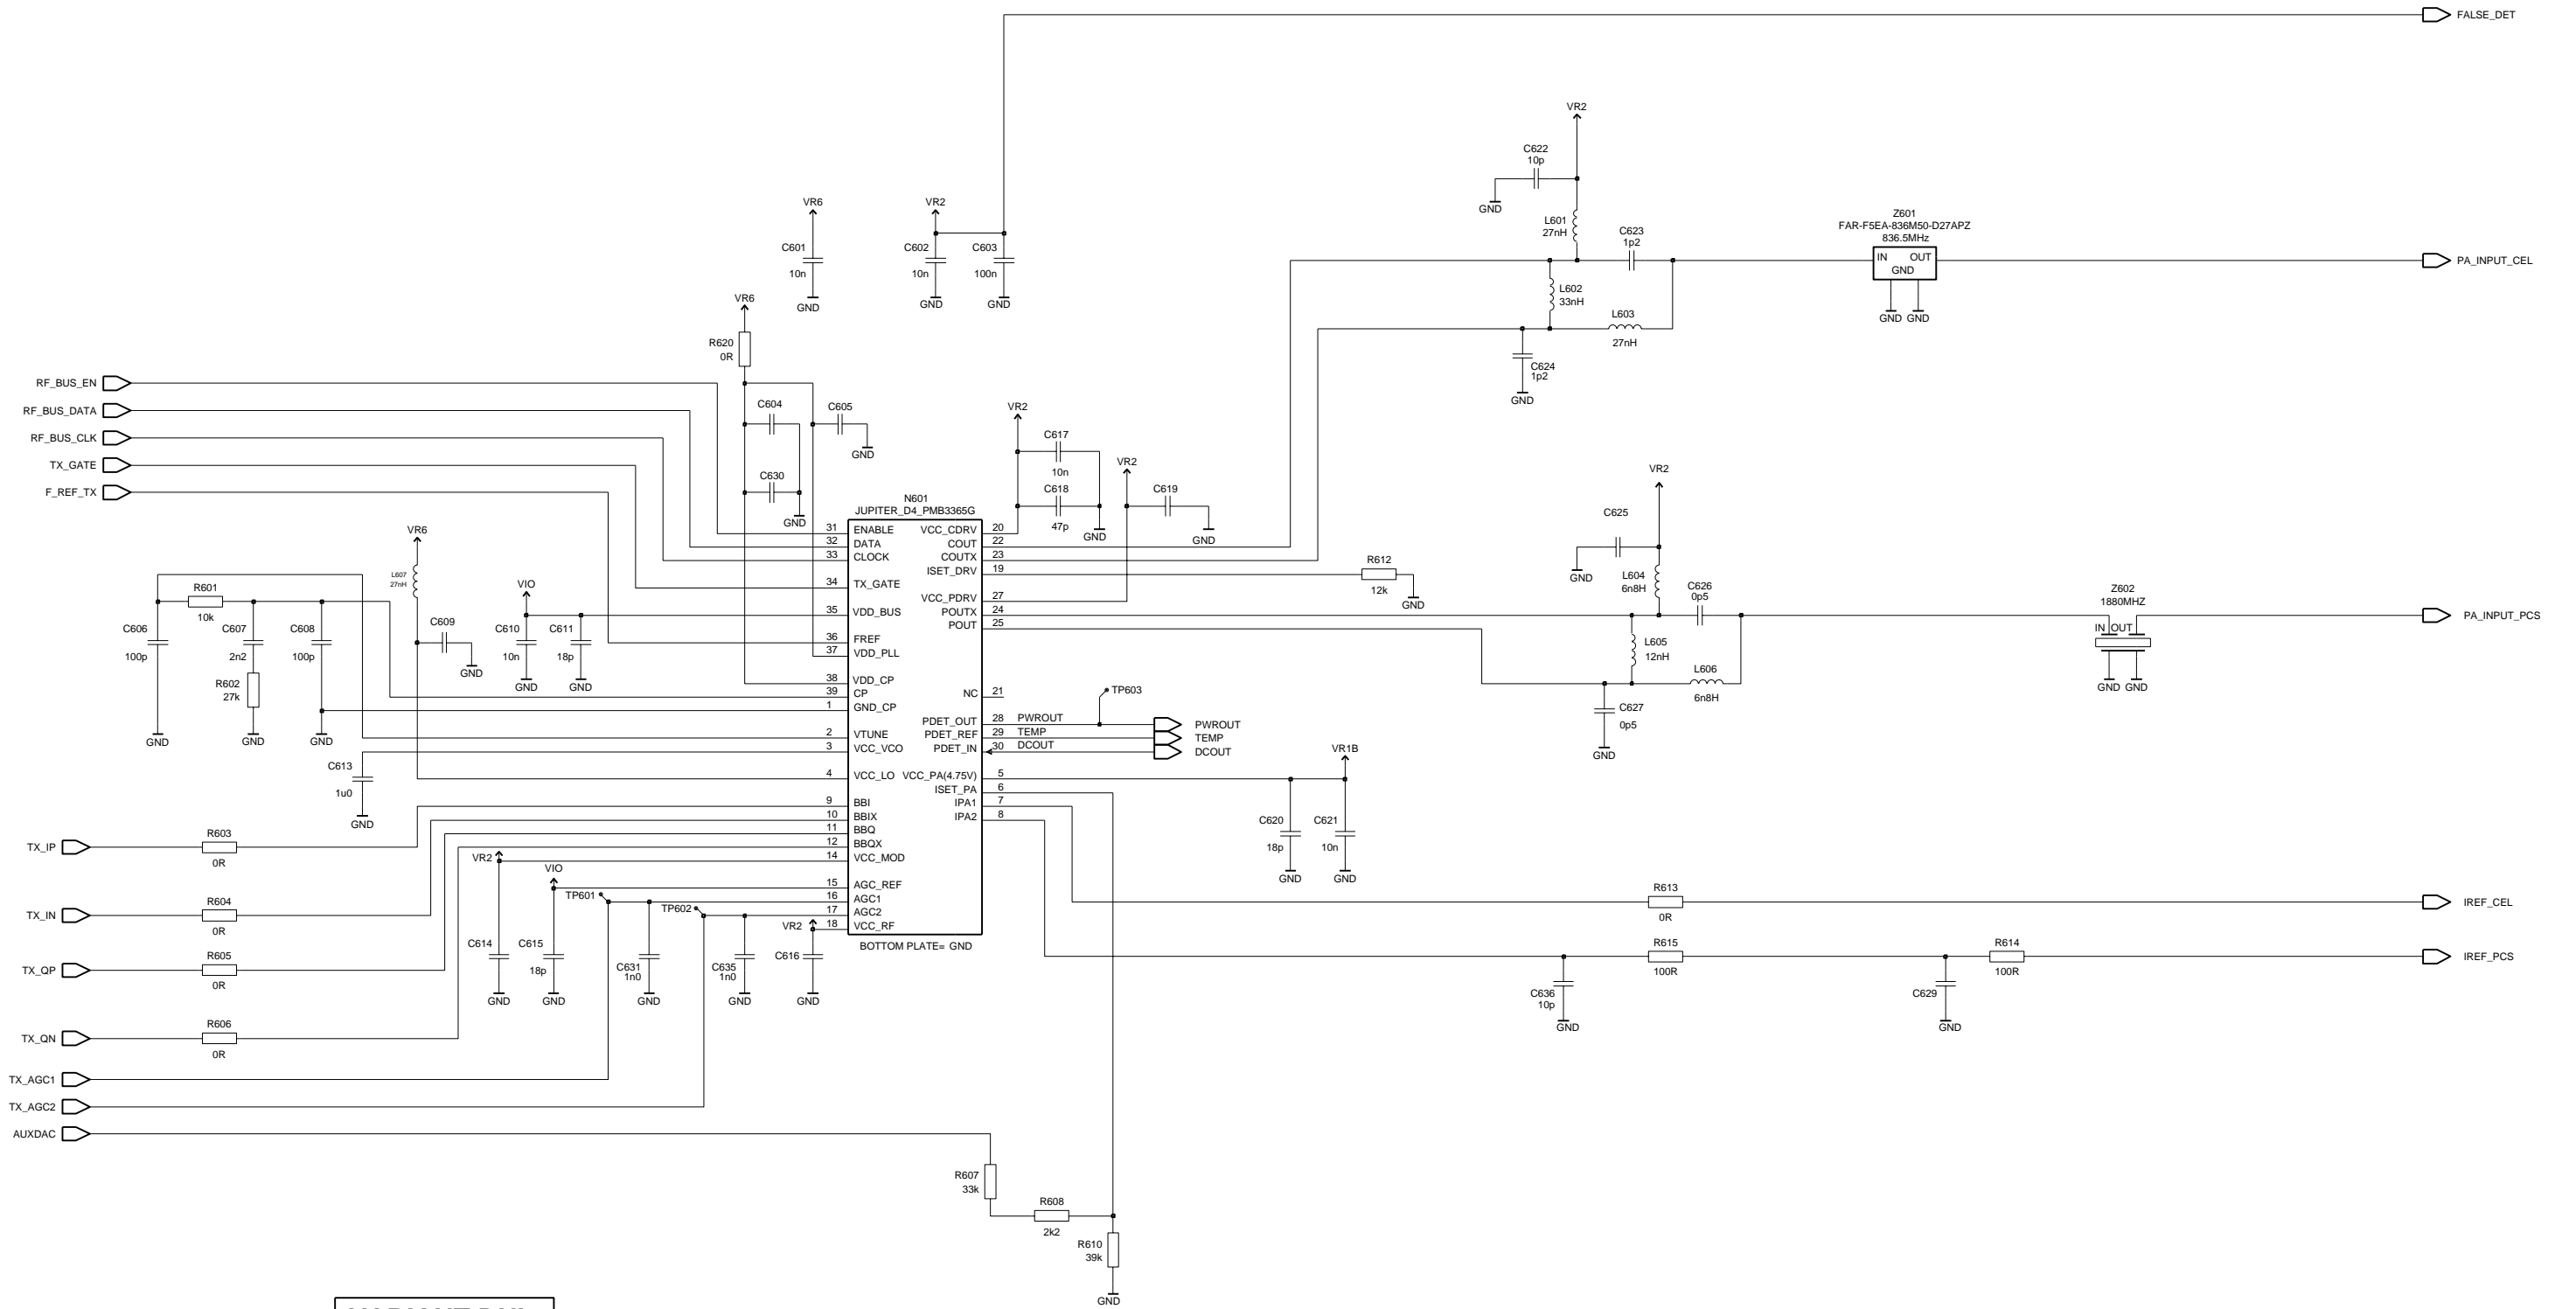 FALSE_DET
VR2
C622
10p
GND
L601
27nH
C623
1p2
Z601
FAR-F5EA-836M50-D27APZ
836.5MHz
IN OUT
GND
GND GND
PA_INPUT_CEL
L602
33nH
L603
27nH
C624
1p2
GND
VR6
C601
10n
GND
VR2
C602
10n
GND
C603
100n
GND
VR6
R620
0R
C604
C605
GND
C630
GND
RF_BUS_EN
RF_BUS_DATA
RF_BUS_CLK
TX_GATE
F_REF_TX
VR2
C617
10n
C618
47p
GND
VR2
C619
GND
N601
JUPITER_D4_PMB3365G
31 ENABLE
32 DATA
33 CLOCK
34 TX_GATE
35 VDD_BUS
36 FREF
37 VDD_PLL
38 VDD_CP
39 CP
1 GND_CP
2 VTUNE
3 VCC_VCO
4 VCC_LO
9 BBI
10 BBIX
11 BBQ
12 BBQX
14 VCC_MOD
15 AGC_REF
16 AGC1
17 AGC2
18 VCC_RF
VCC_CDRV 20
COUT 22
COUTX 23
ISET_DRV 19
VCC_PDRV 27
POUTX 24
POUT 25
NC 21
PDET_OUT 28 PWROUT
PDET_REF 29 TEMP
PDET_IN 30 DCOUT
VCC_PA(4.75V) 5
ISET_PA 6
IPA1 7
IPA2 8
BOTTOM PLATE= GND
TP603
PWROUT
TEMP
DCOUT
R612
12k
GND
VR2
C625
GND
L604
6n8H
C626
0p5
L605
12nH
L606
6n8H
C627
0p5
GND
Z602
1880MHZ
IN OUT
GND GND
PA_INPUT_PCS
VR6
L607
27nH
C609
GND
R601
10k
C606
100p
GND
C607
2n2
R602
27k
GND
C608
100p
GND
VIO
C610
10n
GND
C611
18p
GND
C613
1u0
GND
VR1B
C620
18p
GND
C621
10n
GND
TX_IP
R603
0R
TX_IN
R604
0R
TX_QP
R605
0R
TX_QN
R606
0R
TX_AGC1
TX_AGC2
AUXDAC
VR2
C614
GND
VIO
C615
18p
GND
TP601
C631
1n0
GND
TP602
C635
1n0
GND
VR2
C616
GND
R613
0R
IREF_CEL
R615
100R
R614
100R
IREF_PCS
C636
10p
GND
C629
GND
R607
33k
R608
2k2
R610
39k
GND